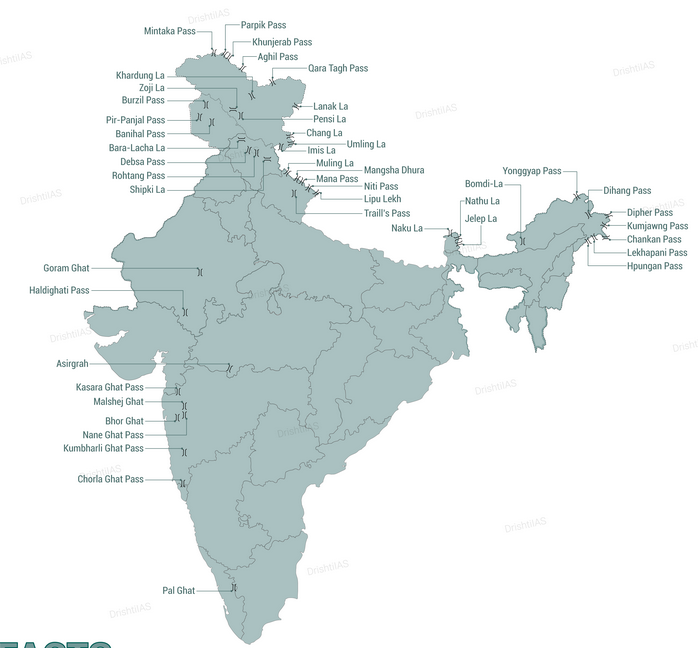 Parpik Pass
Mintaka Pass
Khunjerab Pass
Aghil Pass
Qara Tagh Pass
Khardung La
Zoji La
Burzil Pass
Lanak La
Pir-Panjal Pass
Pensi La
Banihal Pass
Chang La
Bara-Lacha La
Umling La
Imis La
Debsa Pass
Muling La
Rohtang Pass
Mangsha Dhura
Mana Pass
Shipki La
Niti Pass
Lipu Lekh
Traill's Pass
Yonggyap Pass
Bomdi-La
Dihang Pass
Nathu La
Dipher Pass
Jelep La
Naku La
Kumjawng Pass
Chankan Pass
Lekhapani Pass
Hpungan Pass
Goram Ghat
Haldighati Pass
Asirgrah
Kasara Ghat Pass
Malshej Ghat
Bhor Ghat
Nane Ghat Pass
Kumbharli Ghat Pass
Chorla Ghat Pass
Pal Ghat
FACTS
DrishtiIAS
DrishtiIAS
DrishtiIAS
DrishtiIAS
DrishtiIAS
DrishtiIAS
DrishtiIAS
DrishtiIAS
DrishtiIAS
DrishtiIAS